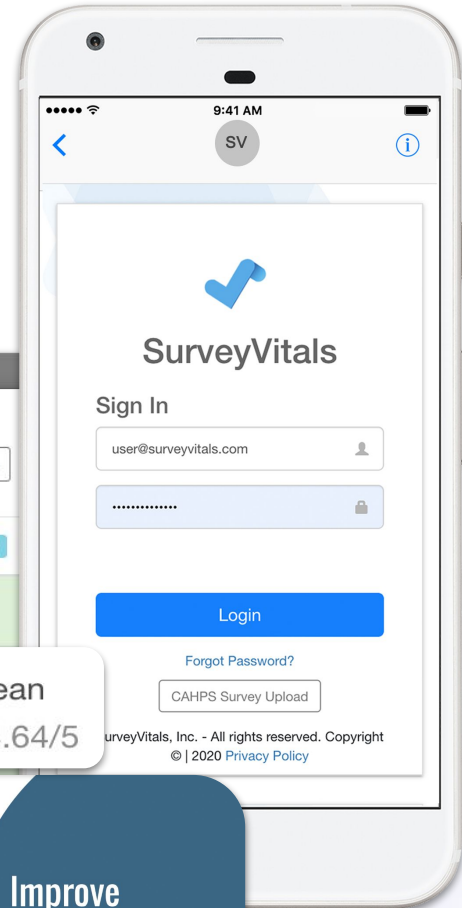 9:41 AM
SV
SurveyVitals
Sign In
user@surveyvitals.com
Login
Forgot Password?
CAHPS Survey Upload
urveyVitals, Inc. - All rights reserved. Copyright
© | 2020 Privacy Policy
ean
.64/5
Improve